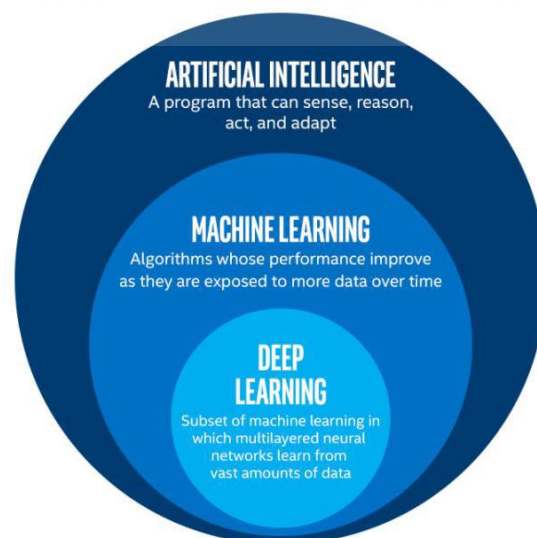 ARTIFICIAL INTELLIGENCE
A program that can sense, reason,
act, and adapt
MACHINE LEARNING
Algorithms whose performance improve
as they are exposed to more data over time
DEEP
LEARNING
Subset of machine learning in
which multilayered neural
networks learn from
vast amounts of data